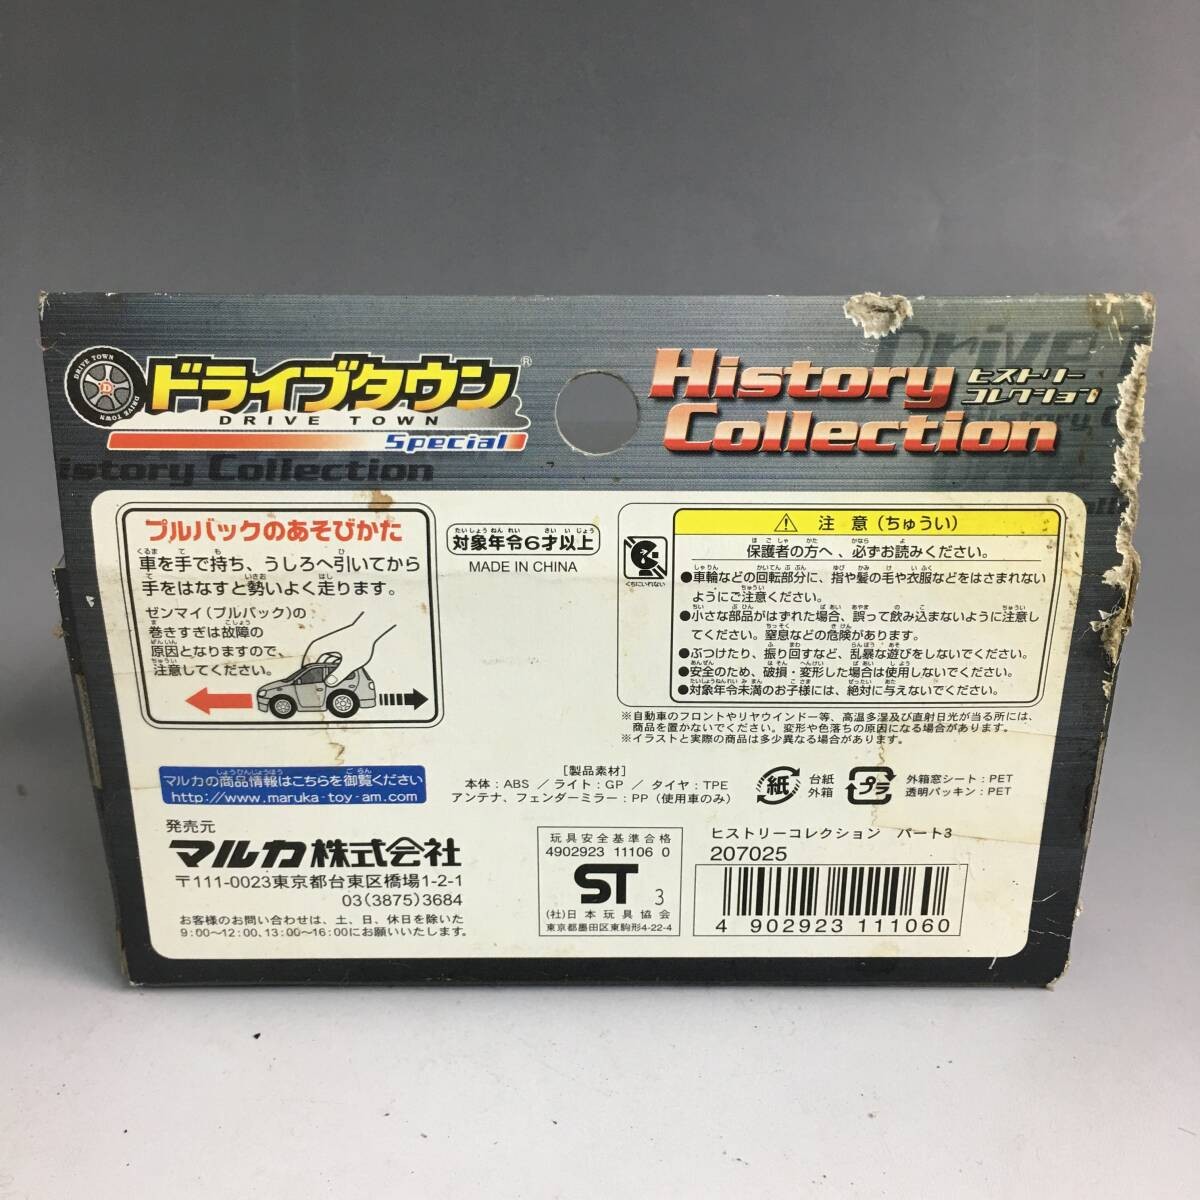 DRIVE TOWN
D
DRIVE TOWN
ドライブタウン®
DRIVE TOWN
Special
istory Collection
History
Collection
ヒストリー
コレクション
Drive
プルバックのあそびかた
車を手で持ち、うしろへ引いてから
手をはなすと勢いよく走ります。
ゼンマイ(プルバック)の
巻きすぎは故障の
原因となりますので、
注意してください。
対象年令6才以上
MADE IN CHINA
くちにいれない
⚠ 注 意(ちゅうい)
保護者の方へ、必ずお読みください。
●車輪などの回転部分に、指や髪の毛や衣服などをはさまれない
ようにご注意ください。
●小さな部品がはずれた場合、誤って飲み込まないように注意し
てください。窒息などの危険があります。
●ぶつけたり、振り回すなど、乱暴な遊びをしないでください。
●安全のため、破損・変形した場合は使用しないでください。
●対象年令未満のお子様には、絶対に与えないでください。
※自動車のフロントやリヤウインドー等、高温多湿及び直射日光が当る所には、
商品を置かないでください。変形や色落ちの原因になる場合があります。
※イラストと実際の商品は多少異なる場合があります。
マルカの商品情報はこちらを御覧ください
http://www.maruka-toy-am.com
[製品素材]
本体:ABS / ライト:GP / タイヤ:TPE
アンテナ、フェンダーミラー:PP(使用車のみ)
紙
台紙
外箱
プラ
外箱窓シート:PET
透明パッキン:PET
発売元
マルカ株式会社
〒111-0023東京都台東区橋場1-2-1
03(3875)3684
お客様のお問い合わせは、土、日、休日を除いた
9:00〜12:00,13:00〜16:00にお願いいたします。
玩具安全基準合格
4902923 11106 0
ST 3
(社)日本玩具協会
東京都墨田区東駒形4-22-4
ヒストリーコレクション パート3
207025
4 902923 111060